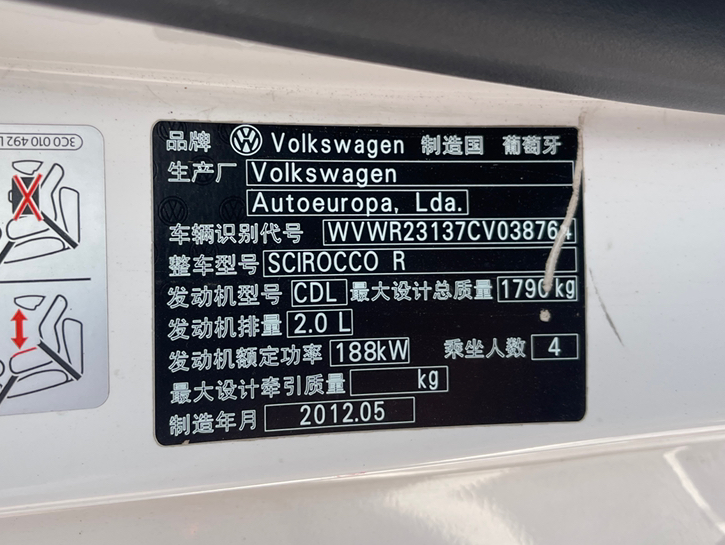 3C0 010 492
品牌 Volkswagen 制造国 葡萄牙
生产厂 Volkswagen
Autoeuropa, Lda.
车辆识别代号 WVWR23137CV038764
整车型号 SCIROCCO R
发动机型号 CDL 最大设计总质量 1790 kg
发动机排量 2.0 L
发动机额定功率 188kW 乘坐人数 4
最大设计牵引质量 kg
制造年月 2012.05